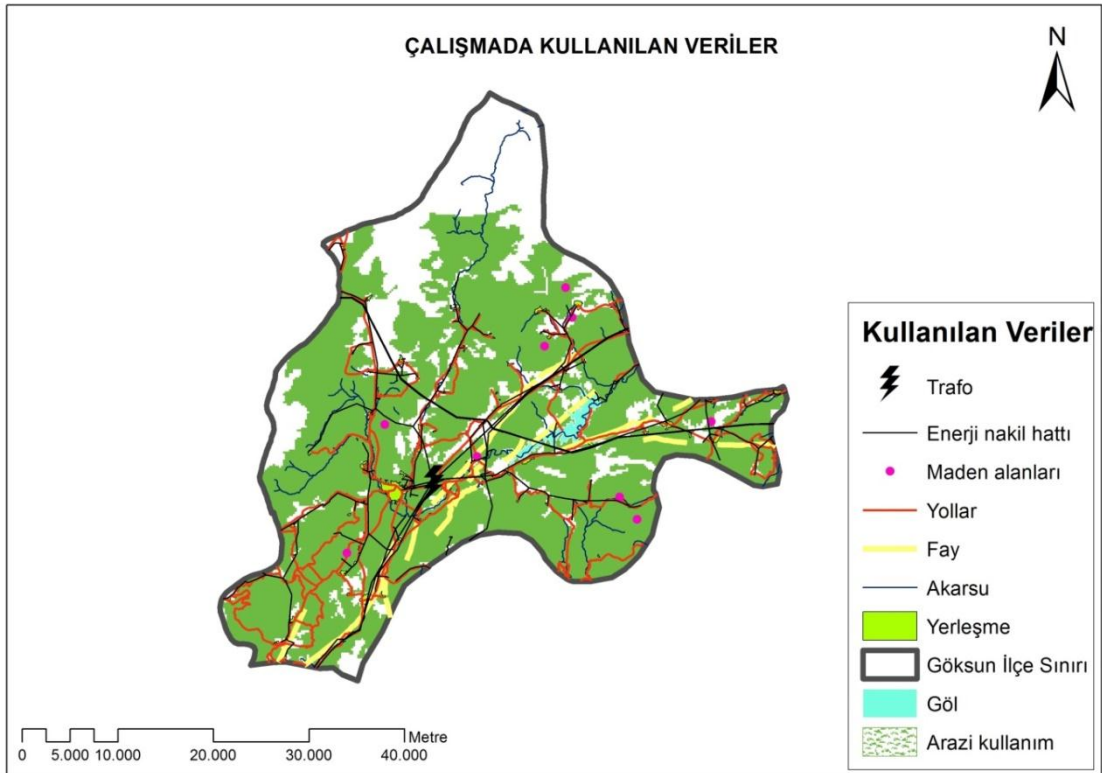 ÇALIŞMADA KULLANILAN VERİLER
N
Kullanılan Veriler
Trafo
Enerji nakil hattı
Maden alanları
Yollar
Fay
Akarsu
Yerleşme
Göksun İlçe Sınırı
Göl
Arazi kullanım
Metre
0 5.000 10.000 20.000 30.000 40.000